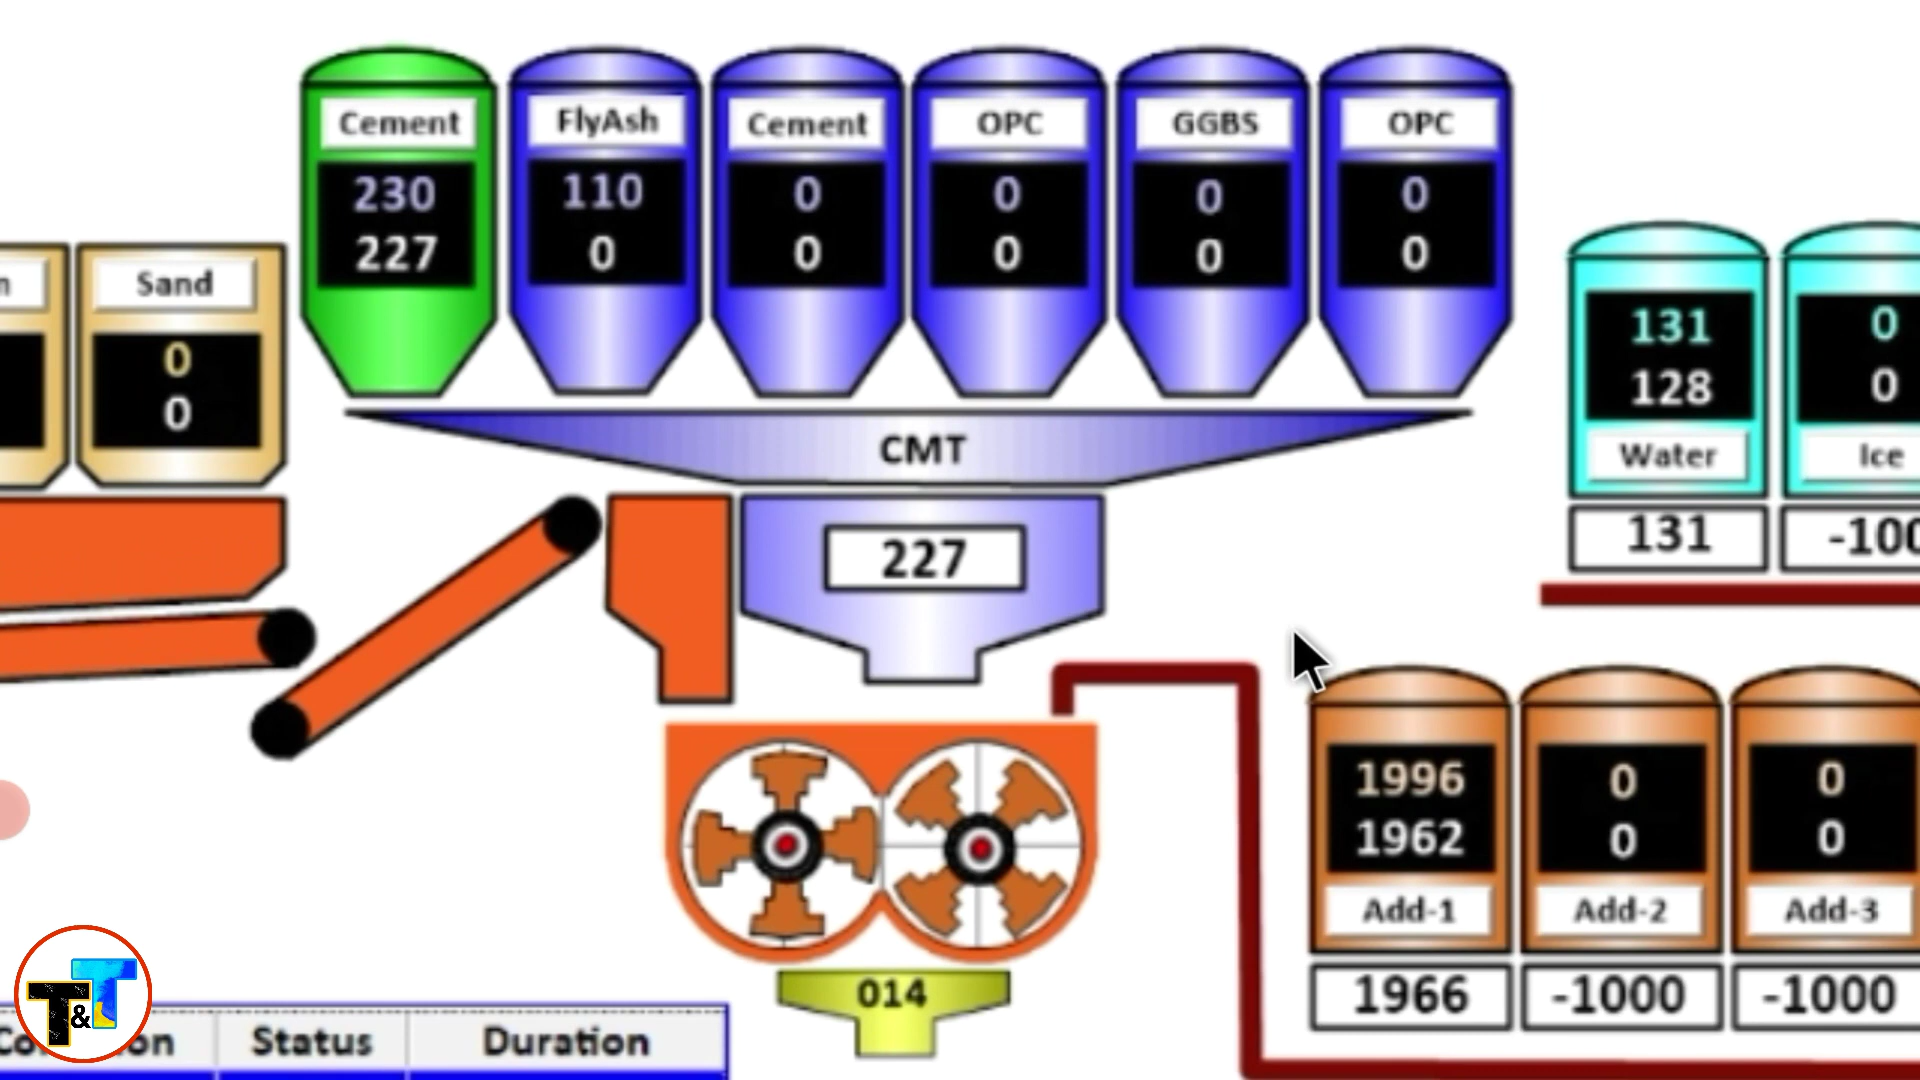 Cement
230
227
FlyAsh
110
0
Cement
0
0
OPC
0
0
GGBS
0
0
OPC
0
0
Sand
0
0
CMT
227
131
128
Water
131
0
0
Ice
-100
1996
1962
Add-1
1966
0
0
Add-2
-1000
0
0
Add-3
-1000
014
Status
Duration
T&T